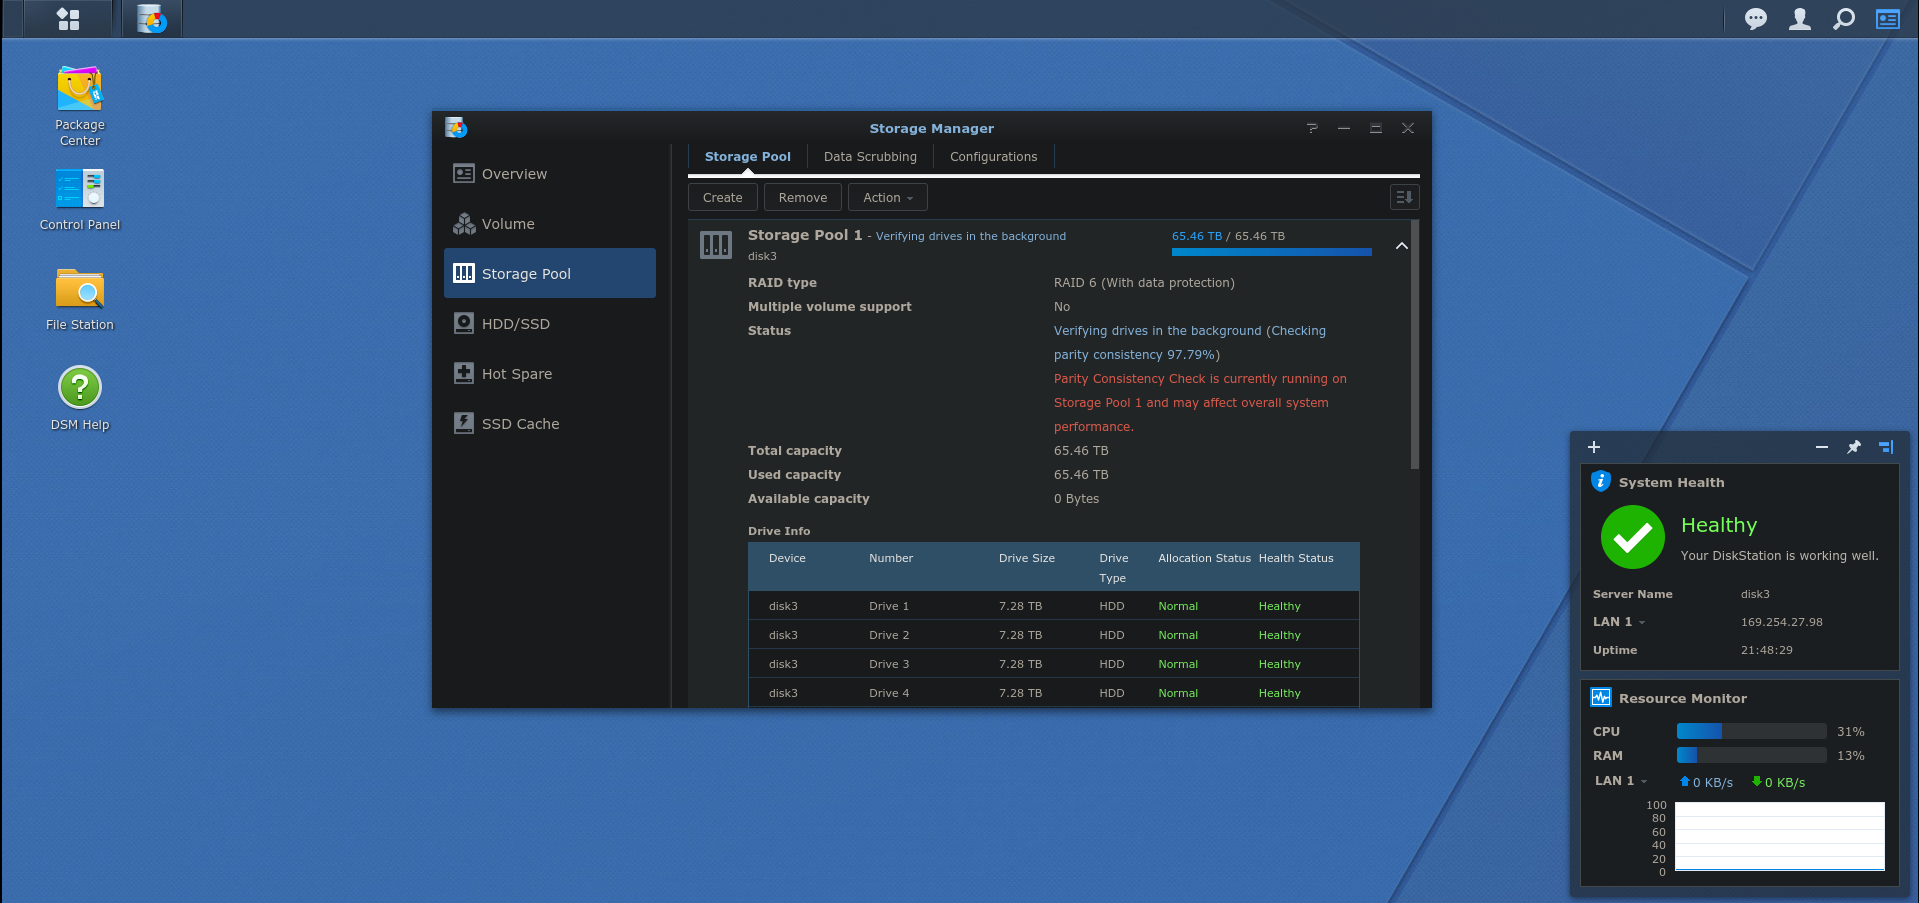 Package
Center
Control Panel
File Station
DSM Help
Storage Manager
Overview
Volume
Storage Pool
HDD/SSD
Hot Spare
SSD Cache
Storage Pool
Data Scrubbing
Configurations
Create
Remove
Action
Storage Pool 1 - Verifying drives in the background
65.46 TB / 65.46 TB
disk3
RAID type
RAID 6 (With data protection)
Multiple volume support
No
Status
Verifying drives in the background (Checking
parity consistency 97.79%)
Parity Consistency Check is currently running on
Storage Pool 1 and may affect overall system
performance.
Total capacity
65.46 TB
Used capacity
65.46 TB
Available capacity
0 Bytes
Drive Info
Device Number Drive Size Drive Allocation Status Health Status
Type
disk3 Drive 1 7.28 TB HDD Normal Healthy
disk3 Drive 2 7.28 TB HDD Normal Healthy
disk3 Drive 3 7.28 TB HDD Normal Healthy
disk3 Drive 4 7.28 TB HDD Normal Healthy
System Health
Healthy
Your DiskStation is working well.
Server Name disk3
LAN 1 169.254.27.98
Uptime 21:48:29
Resource Monitor
CPU 31%
RAM 13%
LAN 1 0 KB/s 0 KB/s
100
80
60
40
20
0